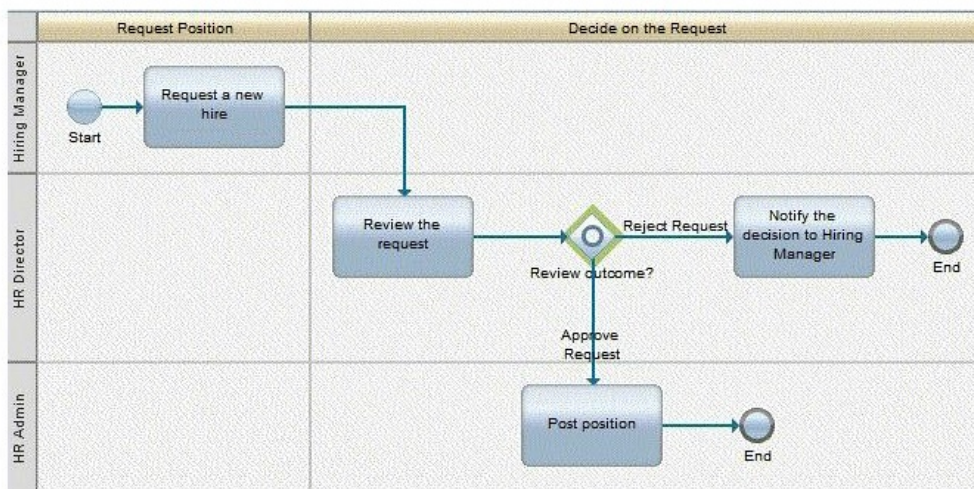 Request Position
Decide on the Request
Hiring Manager
Request a new
hire
Start
HR Director
Review the
request
Review outcome?
Reject Request
Notify the
decision to Hiring
Manager
End
Approve
Request
HR Admin
Post position
End